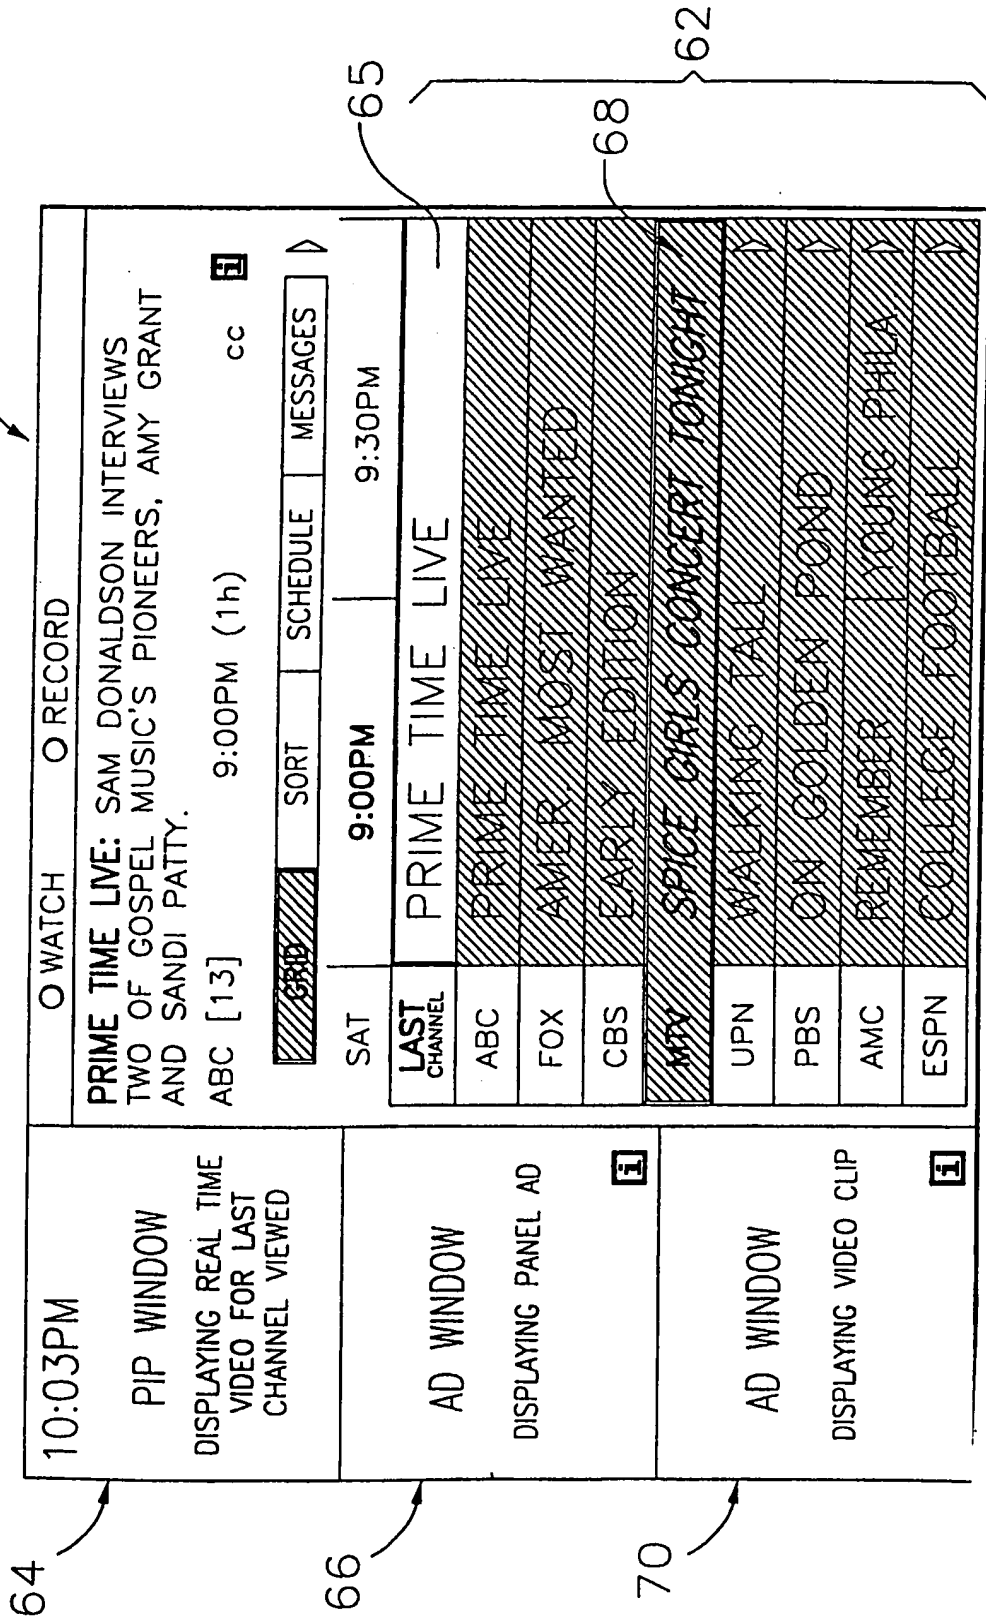 10:03PM
PIP WINDOW
DISPLAYING REAL TIME
VIDEO FOR LAST
CHANNEL VIEWED
AD WINDOW
DISPLAYING PANEL AD
i
AD WINDOW
DISPLAYING VIDEO CLIP
i
O WATCH O RECORD
PRIME TIME LIVE: SAM DONALDSON INTERVIEWS
TWO OF GOSPEL MUSIC'S PIONEERS, AMY GRANT
AND SANDI PATTY.
ABC [13] 9:00PM (1h) cc i
GRID SORT SCHEDULE MESSAGES
SAT 9:00PM 9:30PM
LAST
CHANNEL
PRIME TIME LIVE
ABC PRIME TIME LIVE
FOX AMER. MOST WANTED
CBS EARLY EDITION
MTV SPICE GIRLS CONCERT TONIGHT
UPN WALKING TALL
PBS ON GOLDEN POND
AMC REMEMBER YOUNG PHILA.
ESPN COLLEGE FOOTBALL
64
66
70
65
68
62